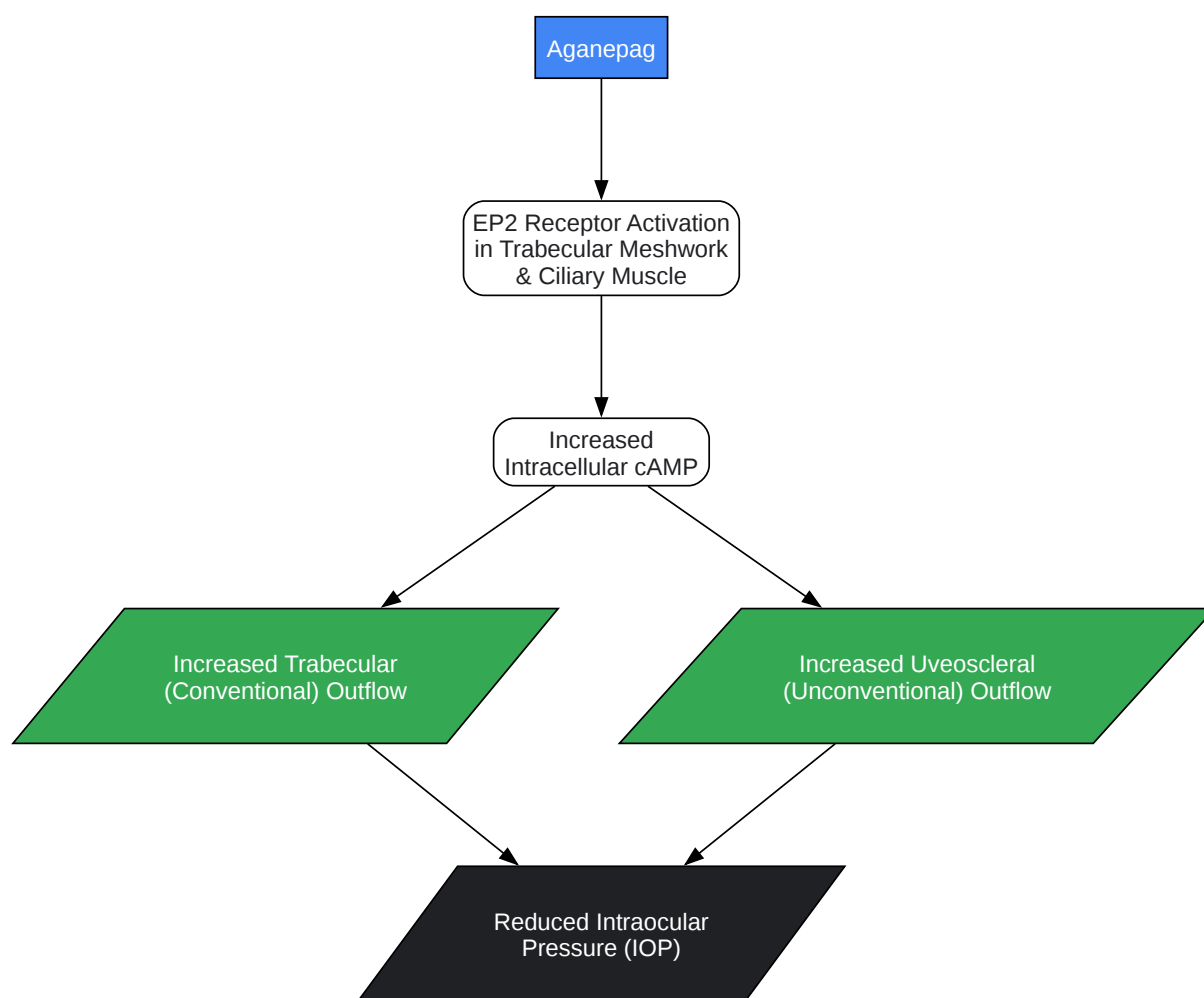 Aganepag
EP2 Receptor Activation
in Trabecular Meshwork
& Ciliary Muscle
Increased
Intracellular cAMP
Increased Trabecular
(Conventional) Outflow
Increased Uveoscleral
(Unconventional) Outflow
Reduced Intraocular
Pressure (IOP)